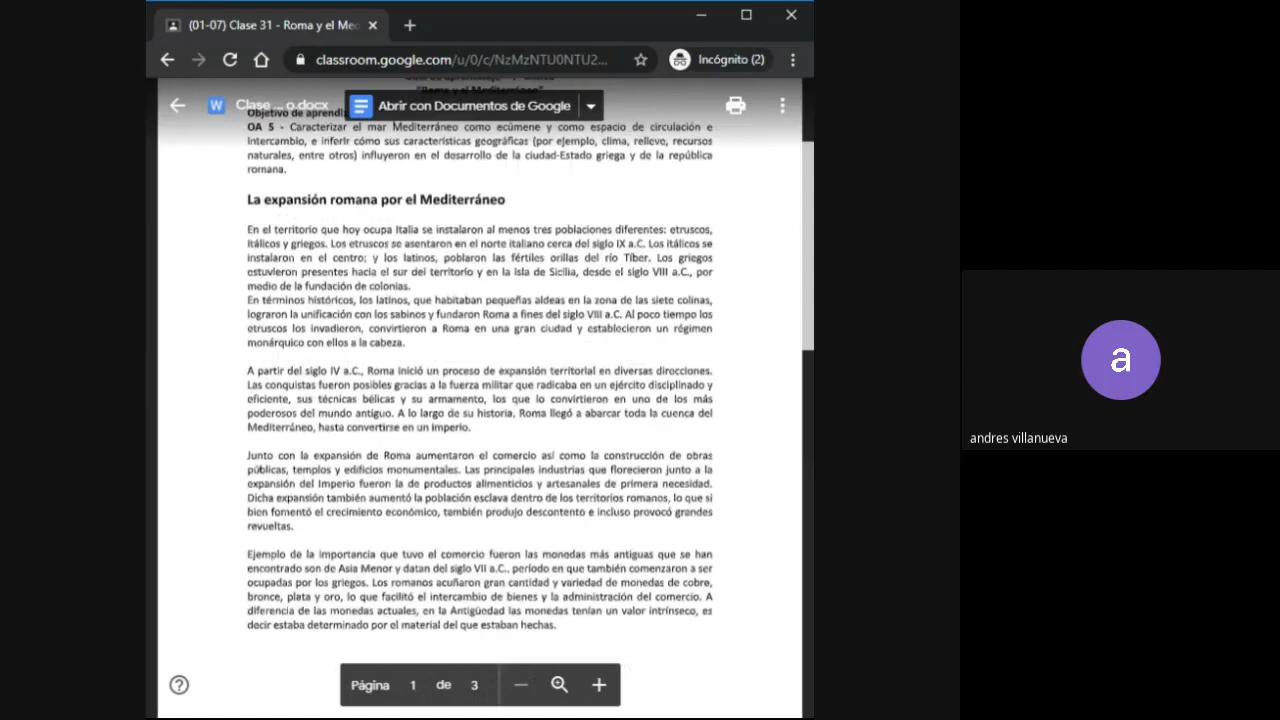 (01-07) Clase 31 - Roma y el Me
classroom.google.com/u/0/c/NzMzNTU0NTU2...
Incógnito (2)
"Roma y el Mediterráneo"
W Clase ... o.docx
Abrir con Documentos de Google
Objetivo de aprendi
OA 5 - Caracterizar el mar Mediterráneo como ecúmene y como espacio de circulación e
intercambio, e inferir cómo sus características geográficas (por ejemplo, clima, relieve, recursos
naturales, entre otros) influyeron en el desarrollo de la ciudad-Estado griega y de la república
romana.
La expansión romana por el Mediterráneo
En el territorio que hoy ocupa Italia se instalaron al menos tres poblaciones diferentes: etruscos,
itálicos y griegos. Los etruscos se asentaron en el norte italiano cerca del siglo IX a.C. Los itálicos se
instalaron en el centro; y los latinos, poblaron las fértiles orillas del río Tíber. Los griegos
estuvieron presentes hacia el sur del territorio y en la isla de Sicilia, desde el siglo VIII a.C., por
medio de la fundación de colonias.
En términos históricos, los latinos, que habitaban pequeñas aldeas en la zona de las siete colinas,
lograron la unificación con los sabinos y fundaron Roma a fines del siglo VIII a.C. Al poco tiempo los
etruscos los invadieron, convirtieron a Roma en una gran ciudad y establecieron un régimen
monárquico con ellos a la cabeza.
A partir del siglo IV a.C., Roma inició un proceso de expansión territorial en diversas direcciones.
Las conquistas fueron posibles gracias a la fuerza militar que radicaba en un ejército disciplinado y
eficiente, sus técnicas bélicas y su armamento, los que lo convirtieron en uno de los más
poderosos del mundo antiguo. A lo largo de su historia, Roma llegó a abarcar toda la cuenca del
Mediterráneo, hasta convertirse en un imperio.
Junto con la expansión de Roma aumentaron el comercio así como la construcción de obras
públicas, templos y edificios monumentales. Las principales industrias que florecieron junto a la
expansión del Imperio fueron la de productos alimenticios y artesanales de primera necesidad.
Dicha expansión también aumentó la población esclava dentro de los territorios romanos, lo que si
bien fomentó el crecimiento económico, también produjo descontento e incluso provocó grandes
revueltas.
Ejemplo de la importancia que tuvo el comercio fueron las monedas más antiguas que se han
encontrado son de Asia Menor y datan del siglo VII a.C., período en que también comenzaron a ser
ocupadas por los griegos. Los romanos acuñaron gran cantidad y variedad de monedas de cobre,
bronce, plata y oro, lo que facilitó el intercambio de bienes y la administración del comercio. A
diferencia de las monedas actuales, en la Antigüedad las monedas tenían un valor intrínseco, es
decir estaba determinado por el material del que estaban hechas.
Página 1 de 3
a
andres villanueva